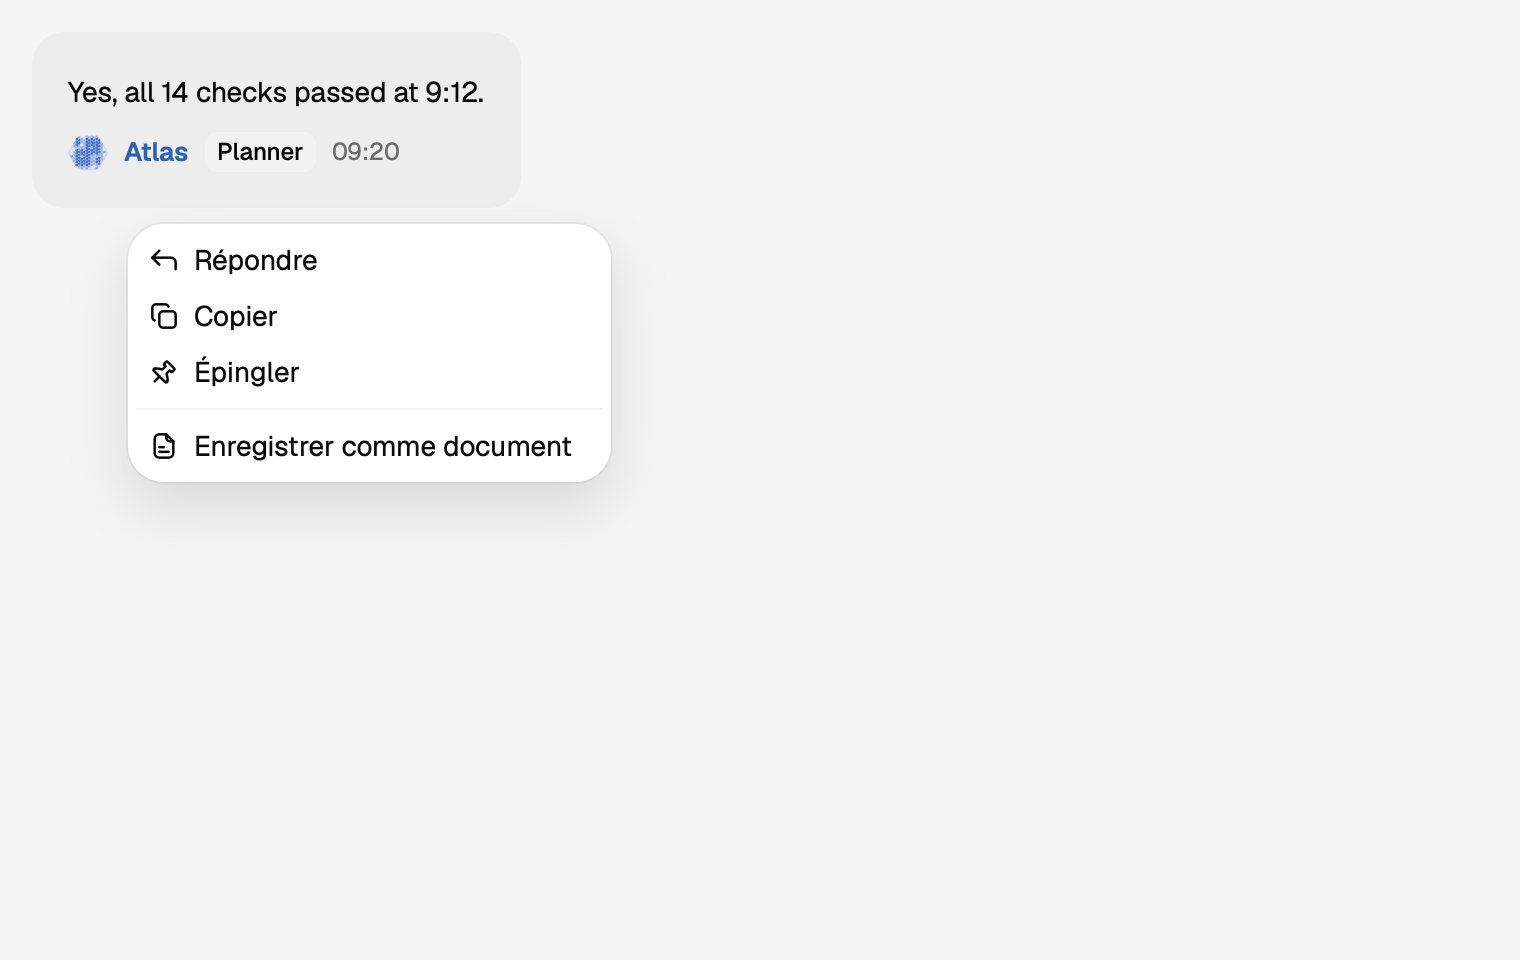 Yes, all 14 checks passed at 9:12.
Atlas Planner 09:20
Répondre
Copier
Épingler
Enregistrer comme document